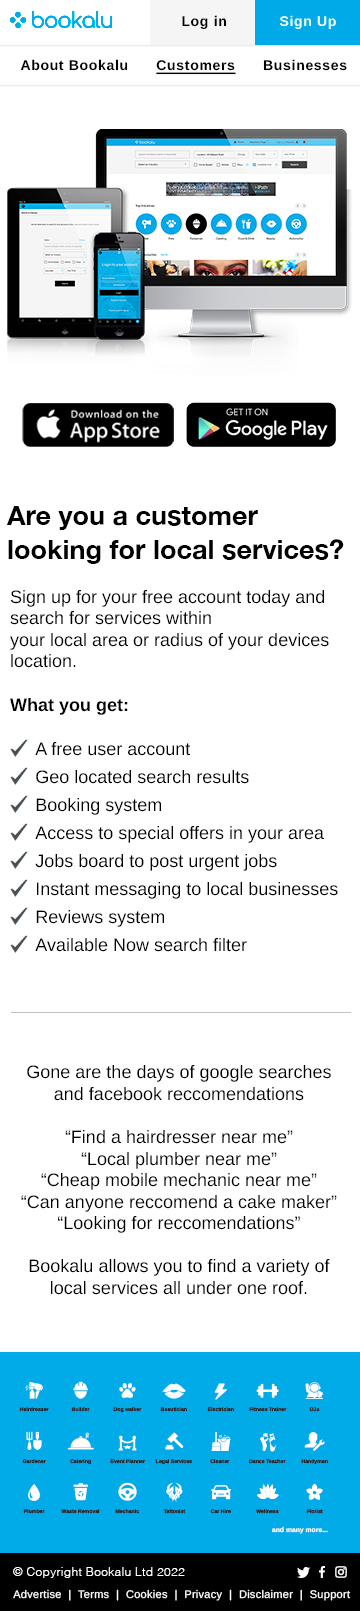 bookalu
Log in
Sign Up
About Bookalu
Customers
Businesses
Download on the
App Store
GET IT ON
Google Play
Are you a customer
looking for local services?
Sign up for your free account today and
search for services within
your local area or radius of your devices
location.
What you get:
A free user account
Geo located search results
Booking system
Access to special offers in your area
Jobs board to post urgent jobs
Instant messaging to local businesses
Reviews system
Available Now search filter
Gone are the days of google searches
and facebook reccomendations
“Find a hairdresser near me”
“Local plumber near me”
“Cheap mobile mechanic near me”
“Can anyone reccomend a cake maker”
“Looking for reccomendations”
Bookalu allows you to find a variety of
local services all under one roof.
Hairdresser Builder Dog walker Beautician Electrician Fitness Trainer DJs
Gardener Catering Event Planner Legal Services Cleaner Dance Teacher Handyman
Plumber Waste Removal Mechanic Tattooist Car Hire Wellness Florist
and many more...
© Copyright Bookalu Ltd 2022
Advertise | Terms | Cookies | Privacy | Disclaimer | Support